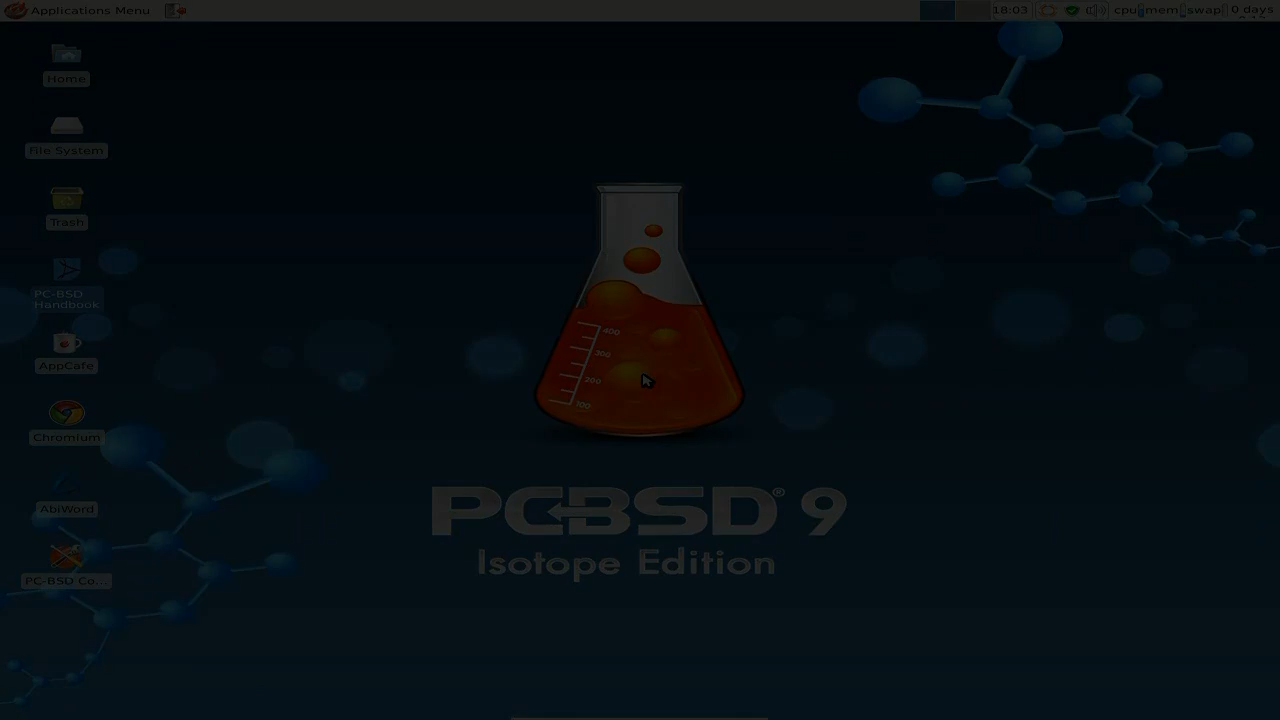 Applications Menu
18:03
cpu mem swap 0 days
Home
File System
Trash
PC-BSD
Handbook
AppCafe
Chromium
AbiWord
PC-BSD Co...
400
300
200
100
PCBSD® 9
Isotope Edition